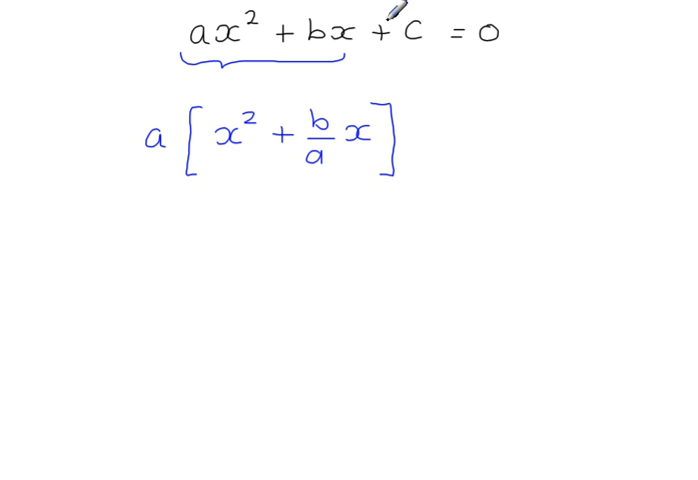 ax² + bx + c = 0
a [ x² + b/a x ]